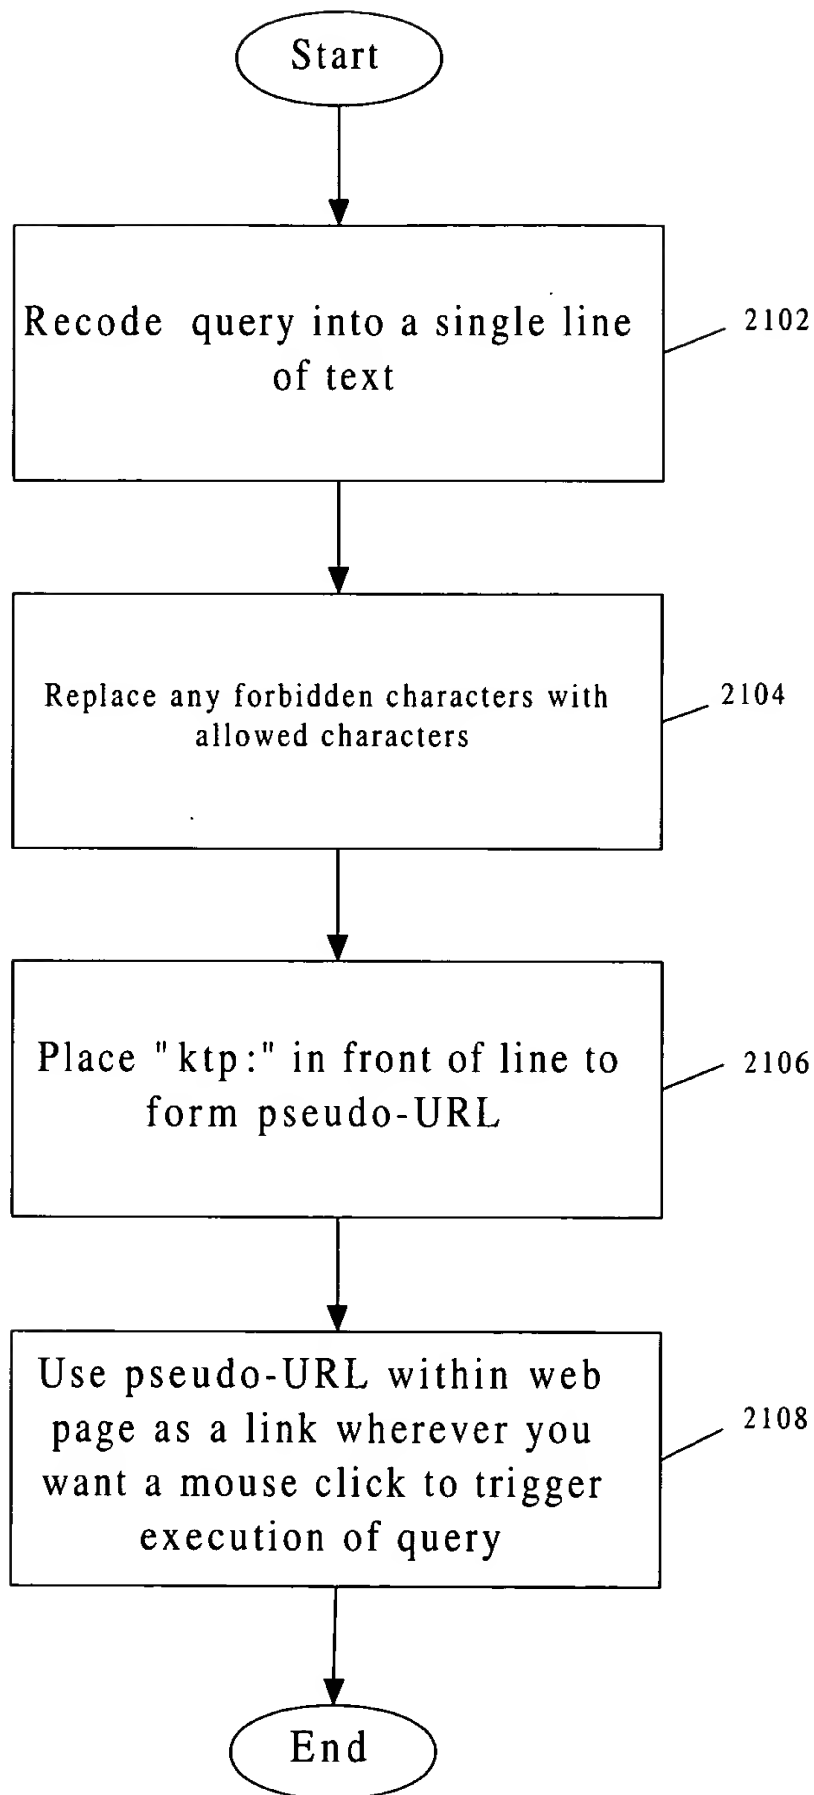 Start
Recode query into a single line
of text
2102
Replace any forbidden characters with
allowed characters
2104
Place "ktp:" in front of line to
form pseudo-URL
2106
Use pseudo-URL within web
page as a link wherever you
want a mouse click to trigger
execution of query
2108
End